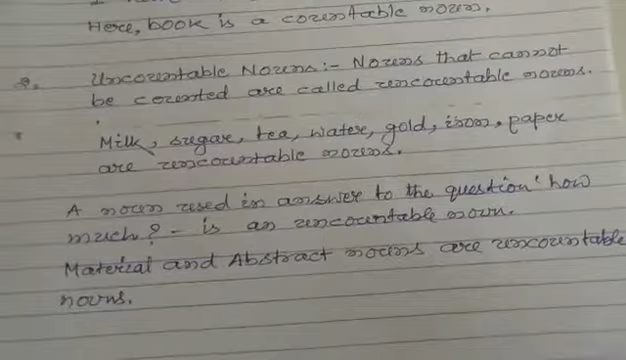 Here, book is a countable noun.
2. Uncountable Nouns:- Nouns that cannot
be counted are called uncountable nouns.
Milk, sugar, tea, water, gold, iron, paper
are uncountable nouns.
A noun used in answer to the question 'how
much? - is an uncountable noun.
Material and Abstract nouns are uncountable
nouns.